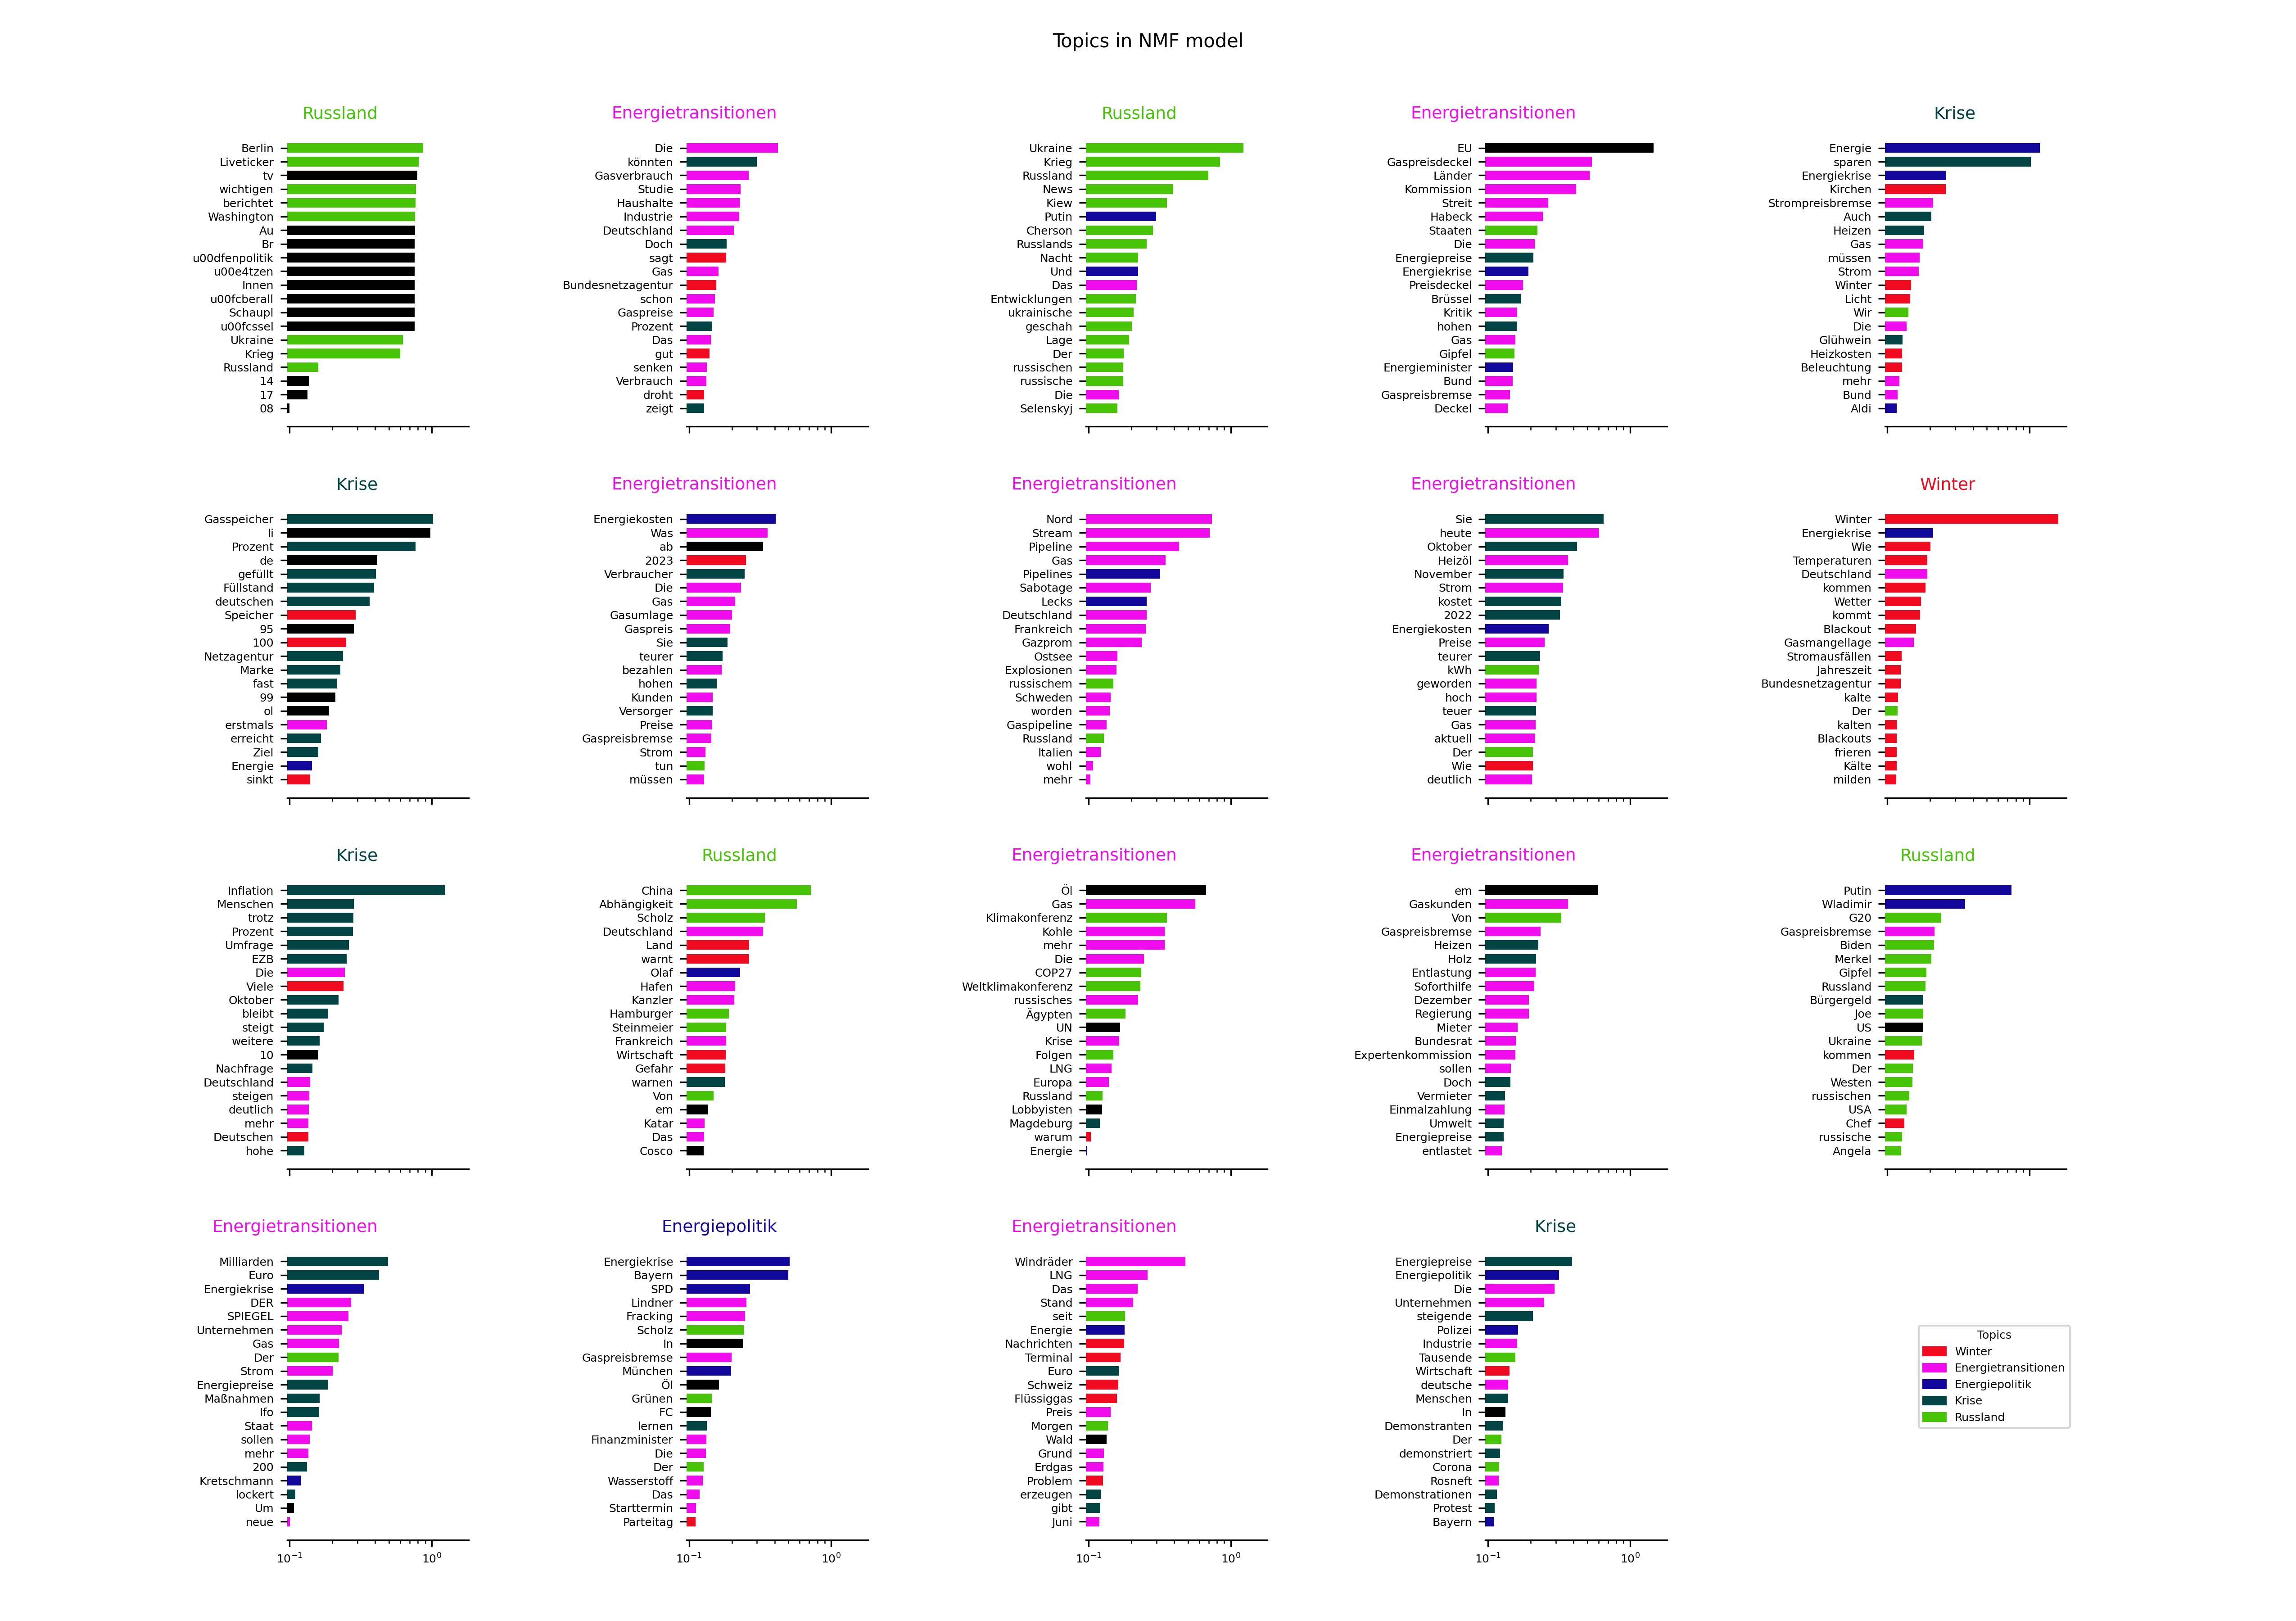 Topics in NMF model
Russland
Berlin
Liveticker
tv
wichtigen
berichtet
Washington
Au
Br
u00dfenpolitik
u00e4tzen
Innen
u00fcberall
Schaupl
u00fcssel
Ukraine
Krieg
Russland
14
17
08
Energietransitionen
Die
könnten
Gasverbrauch
Studie
Haushalte
Industrie
Deutschland
Doch
sagt
Gas
Bundesnetzagentur
schon
Gaspreise
Prozent
Das
gut
senken
Verbrauch
droht
zeigt
Russland
Ukraine
Krieg
Russland
News
Kiew
Putin
Cherson
Russlands
Nacht
Und
Das
Entwicklungen
ukrainische
geschah
Lage
Der
russischen
russische
Die
Selenskyj
Energietransitionen
EU
Gaspreisdeckel
Länder
Kommission
Streit
Habeck
Staaten
Die
Energiepreise
Energiekrise
Preisdeckel
Brüssel
Kritik
hohen
Gas
Gipfel
Energieminister
Bund
Gaspreisbremse
Deckel
Krise
Energie
sparen
Energiekrise
Kirchen
Strompreisbremse
Auch
Heizen
Gas
müssen
Strom
Winter
Licht
Wir
Die
Glühwein
Heizkosten
Beleuchtung
mehr
Bund
Aldi
Krise
Gasspeicher
li
Prozent
de
gefüllt
Füllstand
deutschen
Speicher
95
100
Netzagentur
Marke
fast
99
ol
erstmals
erreicht
Ziel
Energie
sinkt
Energietransitionen
Energiekosten
Was
ab
2023
Verbraucher
Die
Gas
Gasumlage
Gaspreis
Sie
teurer
bezahlen
hohen
Kunden
Versorger
Preise
Gaspreisbremse
Strom
tun
müssen
Energietransitionen
Nord
Stream
Pipeline
Gas
Pipelines
Sabotage
Lecks
Deutschland
Frankreich
Gazprom
Ostsee
Explosionen
russischem
Schweden
worden
Gaspipeline
Russland
Italien
wohl
mehr
Energietransitionen
Sie
heute
Oktober
Heizöl
November
Strom
kostet
2022
Energiekosten
Preise
teurer
kWh
geworden
hoch
teuer
Gas
aktuell
Der
Wie
deutlich
Winter
Winter
Energiekrise
Wie
Temperaturen
Deutschland
kommen
Wetter
kommt
Blackout
Gasmangellage
Stromausfällen
Jahreszeit
Bundesnetzagentur
kalte
Der
kalten
Blackouts
frieren
Kälte
milden
Krise
Inflation
Menschen
trotz
Prozent
Umfrage
EZB
Die
Viele
Oktober
bleibt
steigt
weitere
10
Nachfrage
Deutschland
steigen
deutlich
mehr
Deutschen
hohe
Russland
China
Abhängigkeit
Scholz
Deutschland
Land
warnt
Olaf
Hafen
Kanzler
Hamburger
Steinmeier
Frankreich
Wirtschaft
Gefahr
warnen
Von
em
Katar
Das
Cosco
Energietransitionen
Öl
Gas
Klimakonferenz
Kohle
mehr
Die
COP27
Weltklimakonferenz
russisches
Ägypten
UN
Krise
Folgen
LNG
Europa
Russland
Lobbyisten
Magdeburg
warum
Energie
Energietransitionen
em
Gaskunden
Von
Gaspreisbremse
Heizen
Holz
Entlastung
Soforthilfe
Dezember
Regierung
Mieter
Bundesrat
Expertenkommission
sollen
Doch
Vermieter
Einmalzahlung
Umwelt
Energiepreise
entlastet
Russland
Putin
Wladimir
G20
Gaspreisbremse
Biden
Merkel
Gipfel
Russland
Bürgergeld
Joe
US
Ukraine
kommen
Der
Westen
russischen
USA
Chef
russische
Angela
Energietransitionen
Milliarden
Euro
Energiekrise
DER
SPIEGEL
Unternehmen
Gas
Der
Strom
Energiepreise
Maßnahmen
Ifo
Staat
sollen
mehr
200
Kretschmann
lockert
Um
neue
10⁻¹ 10⁰
Energiepolitik
Energiekrise
Bayern
SPD
Lindner
Fracking
Scholz
In
Gaspreisbremse
München
Öl
Grünen
FC
lernen
Finanzminister
Die
Der
Wasserstoff
Das
Starttermin
Parteitag
10⁻¹ 10⁰
Energietransitionen
Windräder
LNG
Das
Stand
seit
Energie
Nachrichten
Terminal
Euro
Schweiz
Flüssiggas
Preis
Morgen
Wald
Grund
Erdgas
Problem
erzeugen
gibt
Juni
10⁻¹ 10⁰
Krise
Energiepreise
Energiepolitik
Die
Unternehmen
steigende
Polizei
Industrie
Tausende
Wirtschaft
deutsche
Menschen
In
Demonstranten
Der
demonstriert
Corona
Rosneft
Demonstrationen
Protest
Bayern
10⁻¹ 10⁰
Topics
Winter
Energietransitionen
Energiepolitik
Krise
Russland